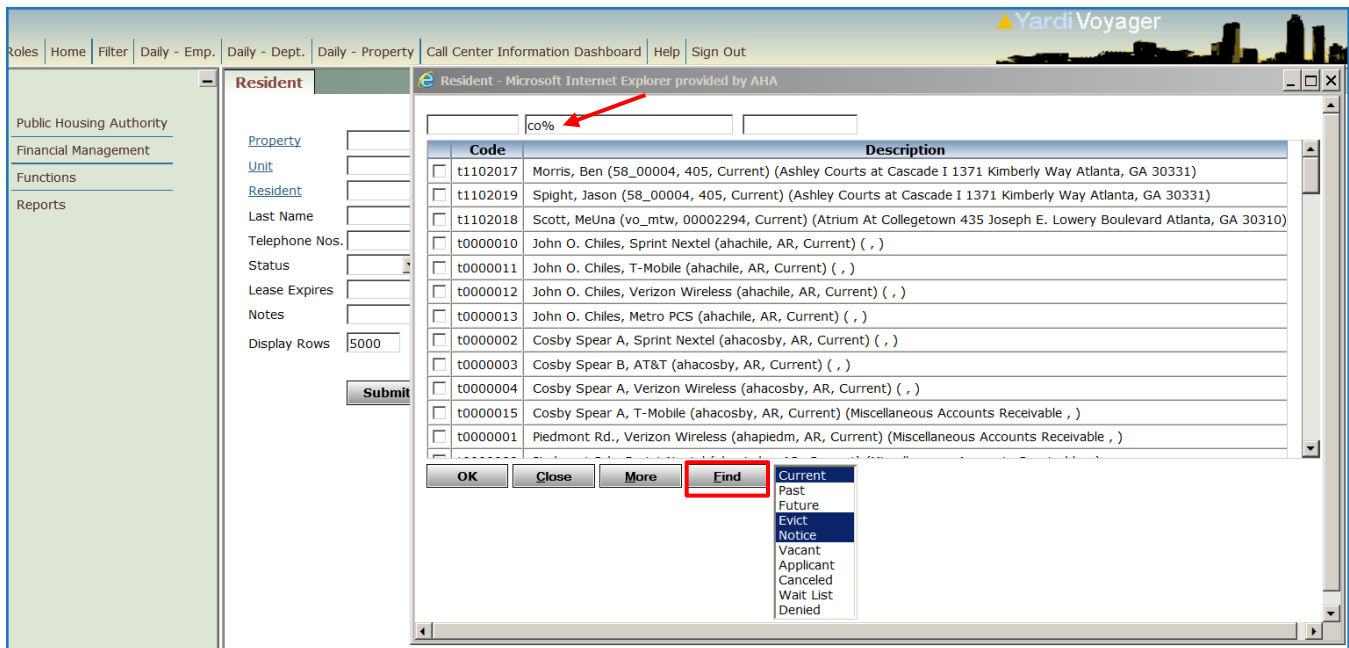 Yardi Voyager
Roles Home Filter Daily - Emp. Daily - Dept. Daily - Property Call Center Information Dashboard Help Sign Out
Public Housing Authority
Financial Management
Functions
Reports
Resident
Property
Unit
Resident
Last Name
Telephone Nos.
Status
Lease Expires
Notes
Display Rows 5000
Submit
Resident - Microsoft Internet Explorer provided by AHA
co%
Code Description
t1102017 Morris, Ben (58_00004, 405, Current) (Ashley Courts at Cascade I 1371 Kimberly Way Atlanta, GA 30331)
t1102019 Spight, Jason (58_00004, 405, Current) (Ashley Courts at Cascade I 1371 Kimberly Way Atlanta, GA 30331)
t1102018 Scott, MeUna (vo_mtw, 00002294, Current) (Atrium At Collegetown 435 Joseph E. Lowery Boulevard Atlanta, GA 30310)
t0000010 John O. Chiles, Sprint Nextel (ahachile, AR, Current) ( , )
t0000011 John O. Chiles, T-Mobile (ahachile, AR, Current) ( , )
t0000012 John O. Chiles, Verizon Wireless (ahachile, AR, Current) ( , )
t0000013 John O. Chiles, Metro PCS (ahachile, AR, Current) ( , )
t0000002 Cosby Spear A, Sprint Nextel (ahacosby, AR, Current) ( , )
t0000003 Cosby Spear B, AT&T (ahacosby, AR, Current) ( , )
t0000004 Cosby Spear A, Verizon Wireless (ahacosby, AR, Current) ( , )
t0000015 Cosby Spear A, T-Mobile (ahacosby, AR, Current) (Miscellaneous Accounts Receivable , )
t0000001 Piedmont Rd., Verizon Wireless (ahapiedm, AR, Current) (Miscellaneous Accounts Receivable , )
OK Close More Find
Current
Past
Future
Evict
Notice
Vacant
Applicant
Canceled
Wait List
Denied